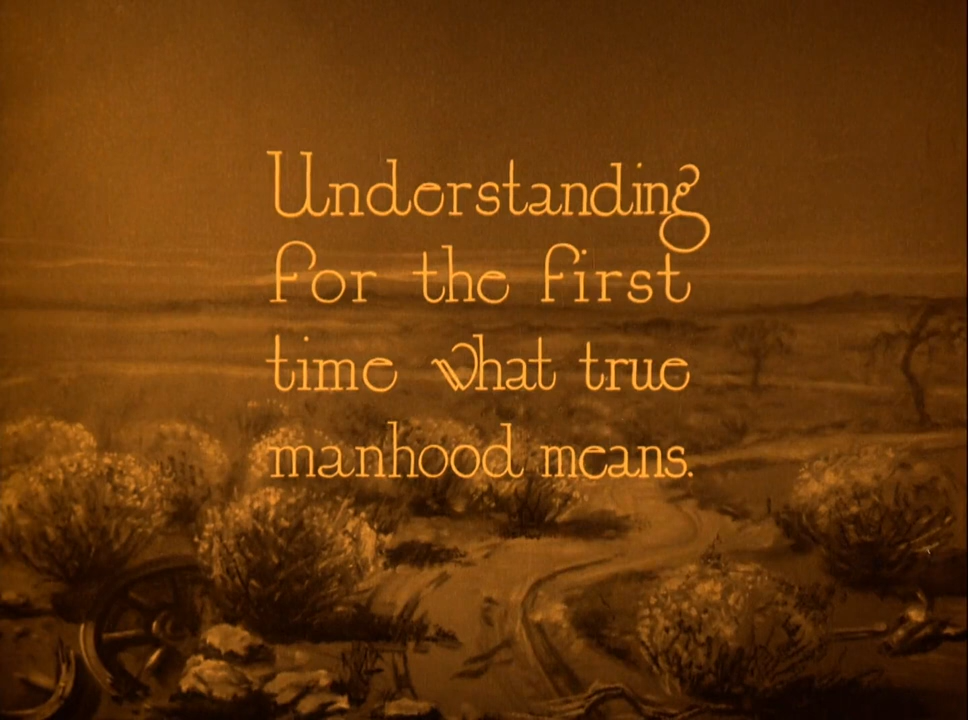 Understanding
for the first
time what true
manhood means.